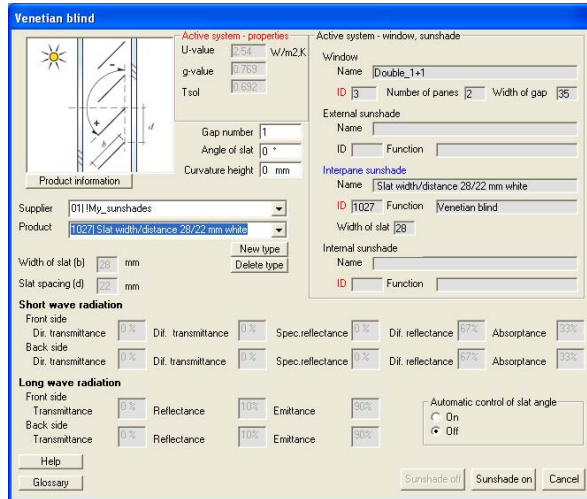 Venetian blind
Active system - properties
U-value 2.54 W/m2,K
g-value 0.769
Tsol 0.692
- 
+
d
b
Product information
Gap number 1
Angle of slat 0 °
Curvature height 0 mm
Supplier 01| !My_sunshades
Product 1027| Slat width/distance 28/22 mm white
New type
Delete type
Width of slat (b) 28 mm
Slat spacing (d) 22 mm
Active system - window, sunshade
Window
Name Double_1+1
ID 3 Number of panes 2 Width of gap 35
External sunshade
Name
ID Function
Interpane sunshade
Name Slat width/distance 28/22 mm white
ID 1027 Function Venetian blind
Width of slat 28
Internal sunshade
Name
ID Function
Short wave radiation
Front side
Dir. transmittance 0 % Dif. transmittance 0 % Spec.reflectance 0 % Dif. reflectance 67% Absorptance 33%
Back side
Dir. transmittance 0 % Dif. transmittance 0 % Spec.reflectance 0 % Dif. reflectance 67% Absorptance 33%
Long wave radiation
Front side
Transmittance 0 % Reflectance 10% Emittance 90%
Back side
Transmittance 0 % Reflectance 10% Emittance 90%
Automatic control of slat angle
On
Off
Help
Glossary
Sunshade off Sunshade on Cancel